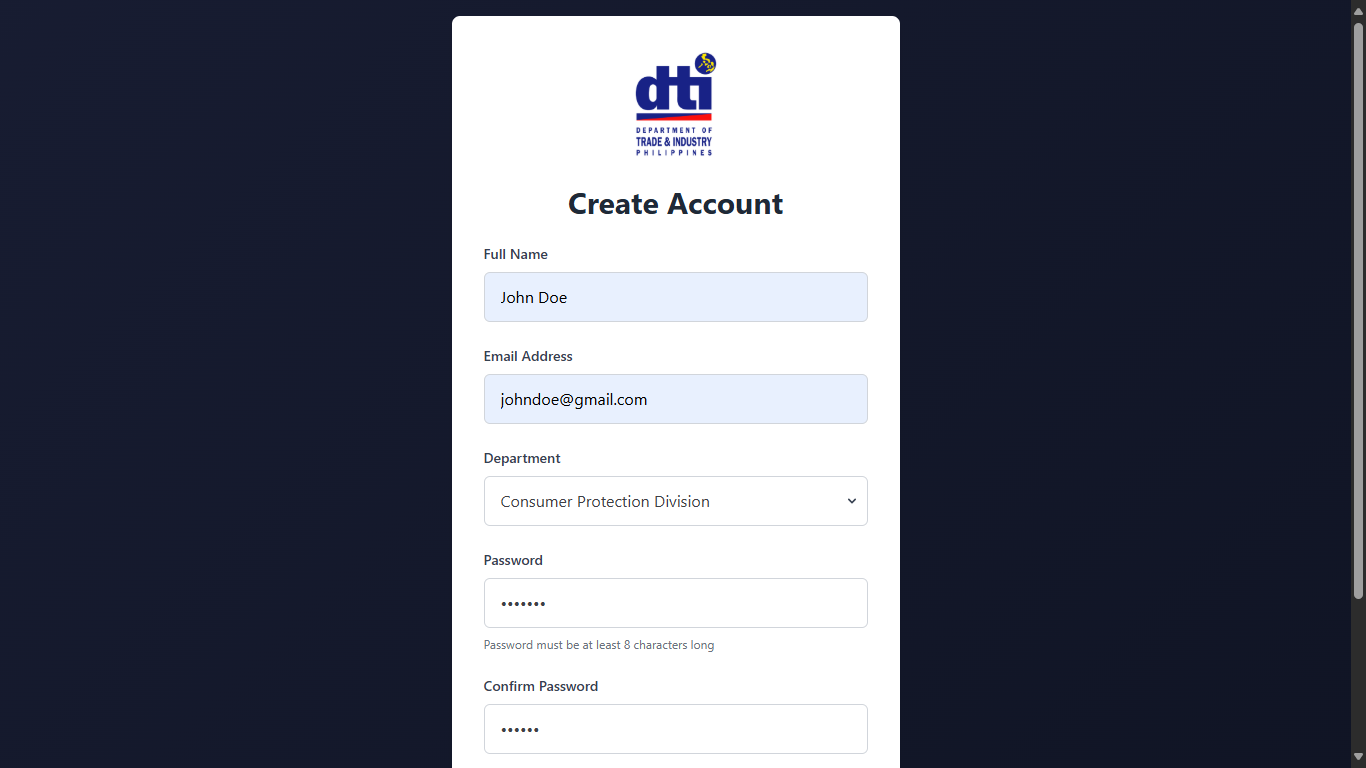 dti
DEPARTMENT OF
TRADE & INDUSTRY
PHILIPPINES
Create Account
Full Name
John Doe
Email Address
johndoe@gmail.com
Department
Consumer Protection Division
Password
•••••••
Password must be at least 8 characters long
Confirm Password
••••••